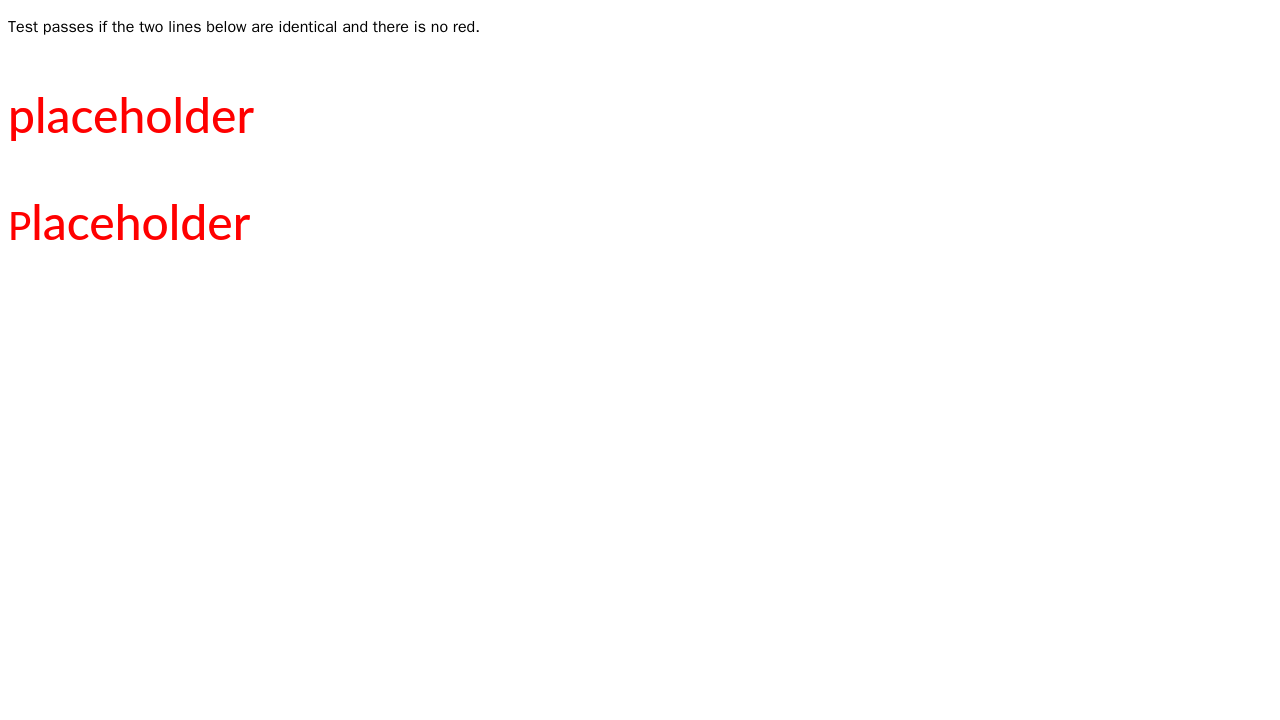 Test passes if the two lines below are identical and there is no red.
placeholder
Placeholder